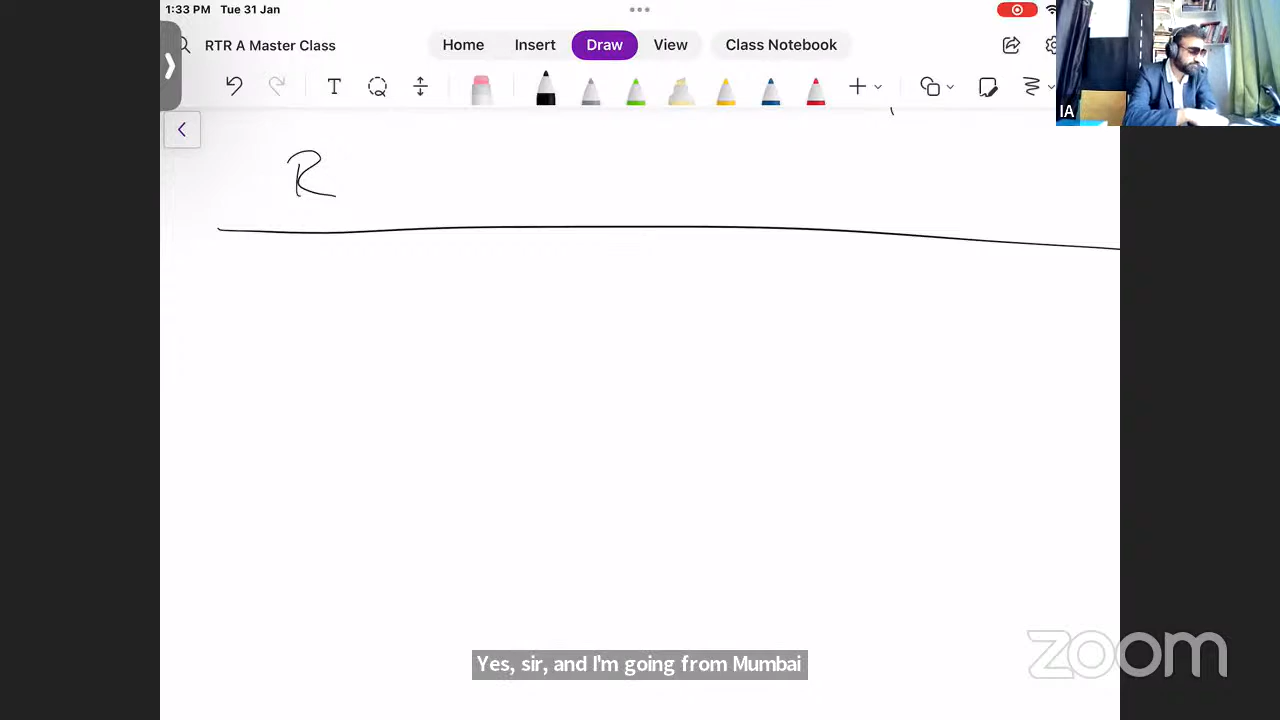 1:33 PM Tue 31 Jan
RTR A Master Class
Home Insert Draw View Class Notebook
T
IA
R
Yes, sir, and I'm going from Mumbai
zoom